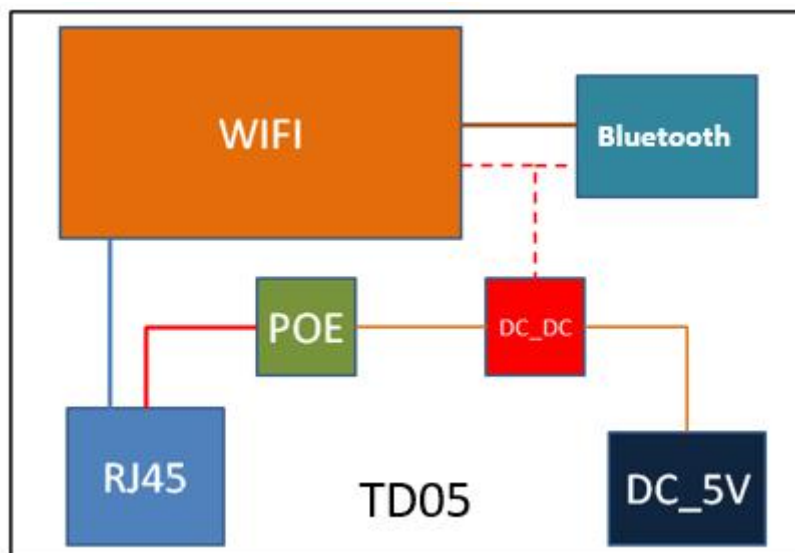 WIFI
Bluetooth
POE
DC_DC
RJ45
TD05
DC_5V